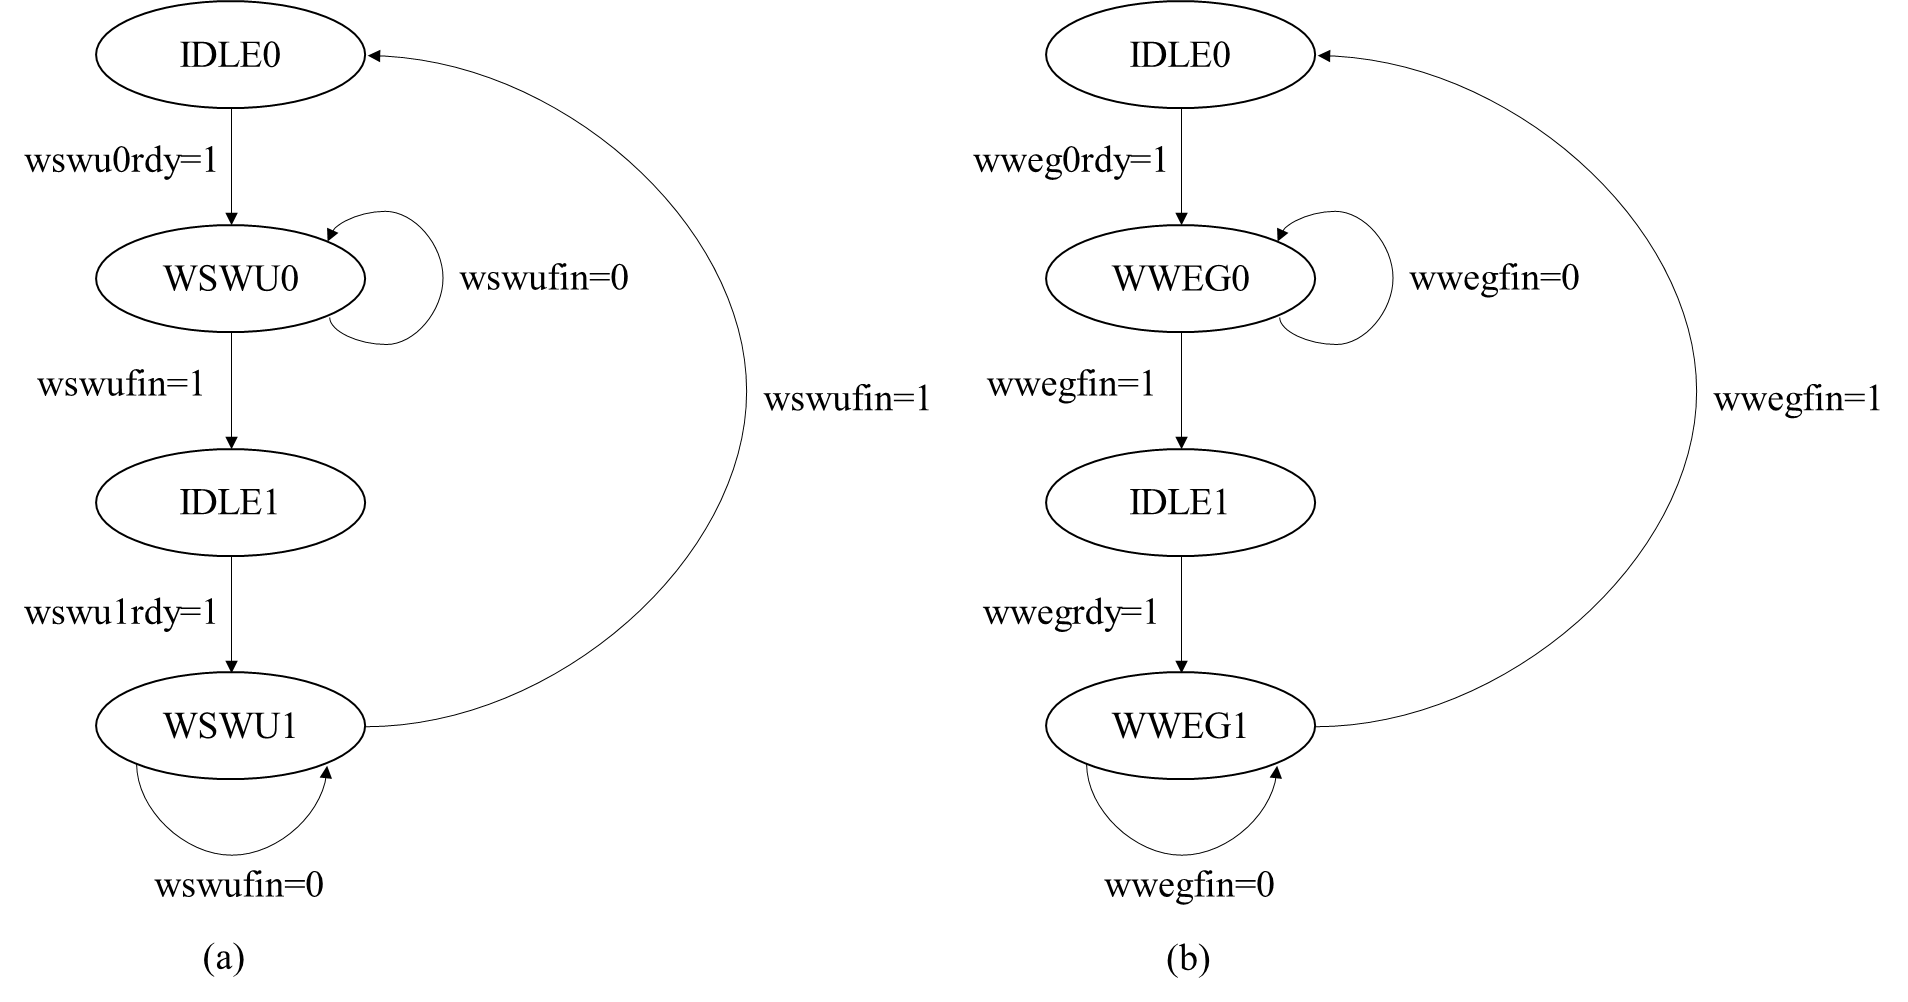 IDLE0
wswu0rdy=1
WSWU0
wswufin=0
wswufin=1
wswufin=1
IDLE1
wswu1rdy=1
WSWU1
wswufin=0
(a)
IDLE0
wweg0rdy=1
WWEG0
wwegfin=0
wwegfin=1
wwegfin=1
IDLE1
wwegrdy=1
WWEG1
wwegfin=0
(b)